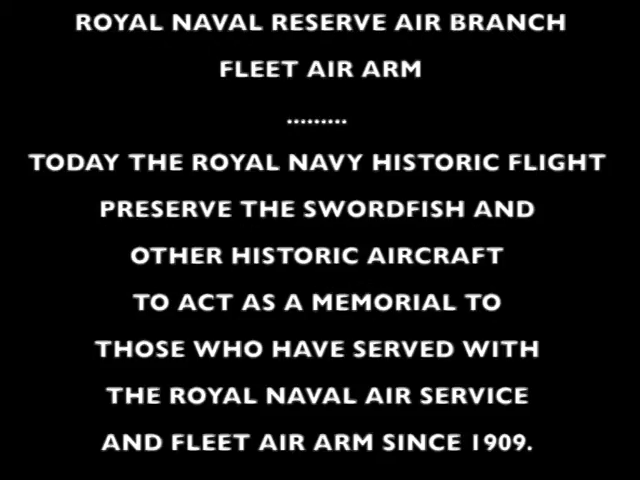 ROYAL NAVAL RESERVE AIR BRANCH
FLEET AIR ARM
.........
TODAY THE ROYAL NAVY HISTORIC FLIGHT
PRESERVE THE SWORDFISH AND
OTHER HISTORIC AIRCRAFT
TO ACT AS A MEMORIAL TO
THOSE WHO HAVE SERVED WITH
THE ROYAL NAVAL AIR SERVICE
AND FLEET AIR ARM SINCE 1909.